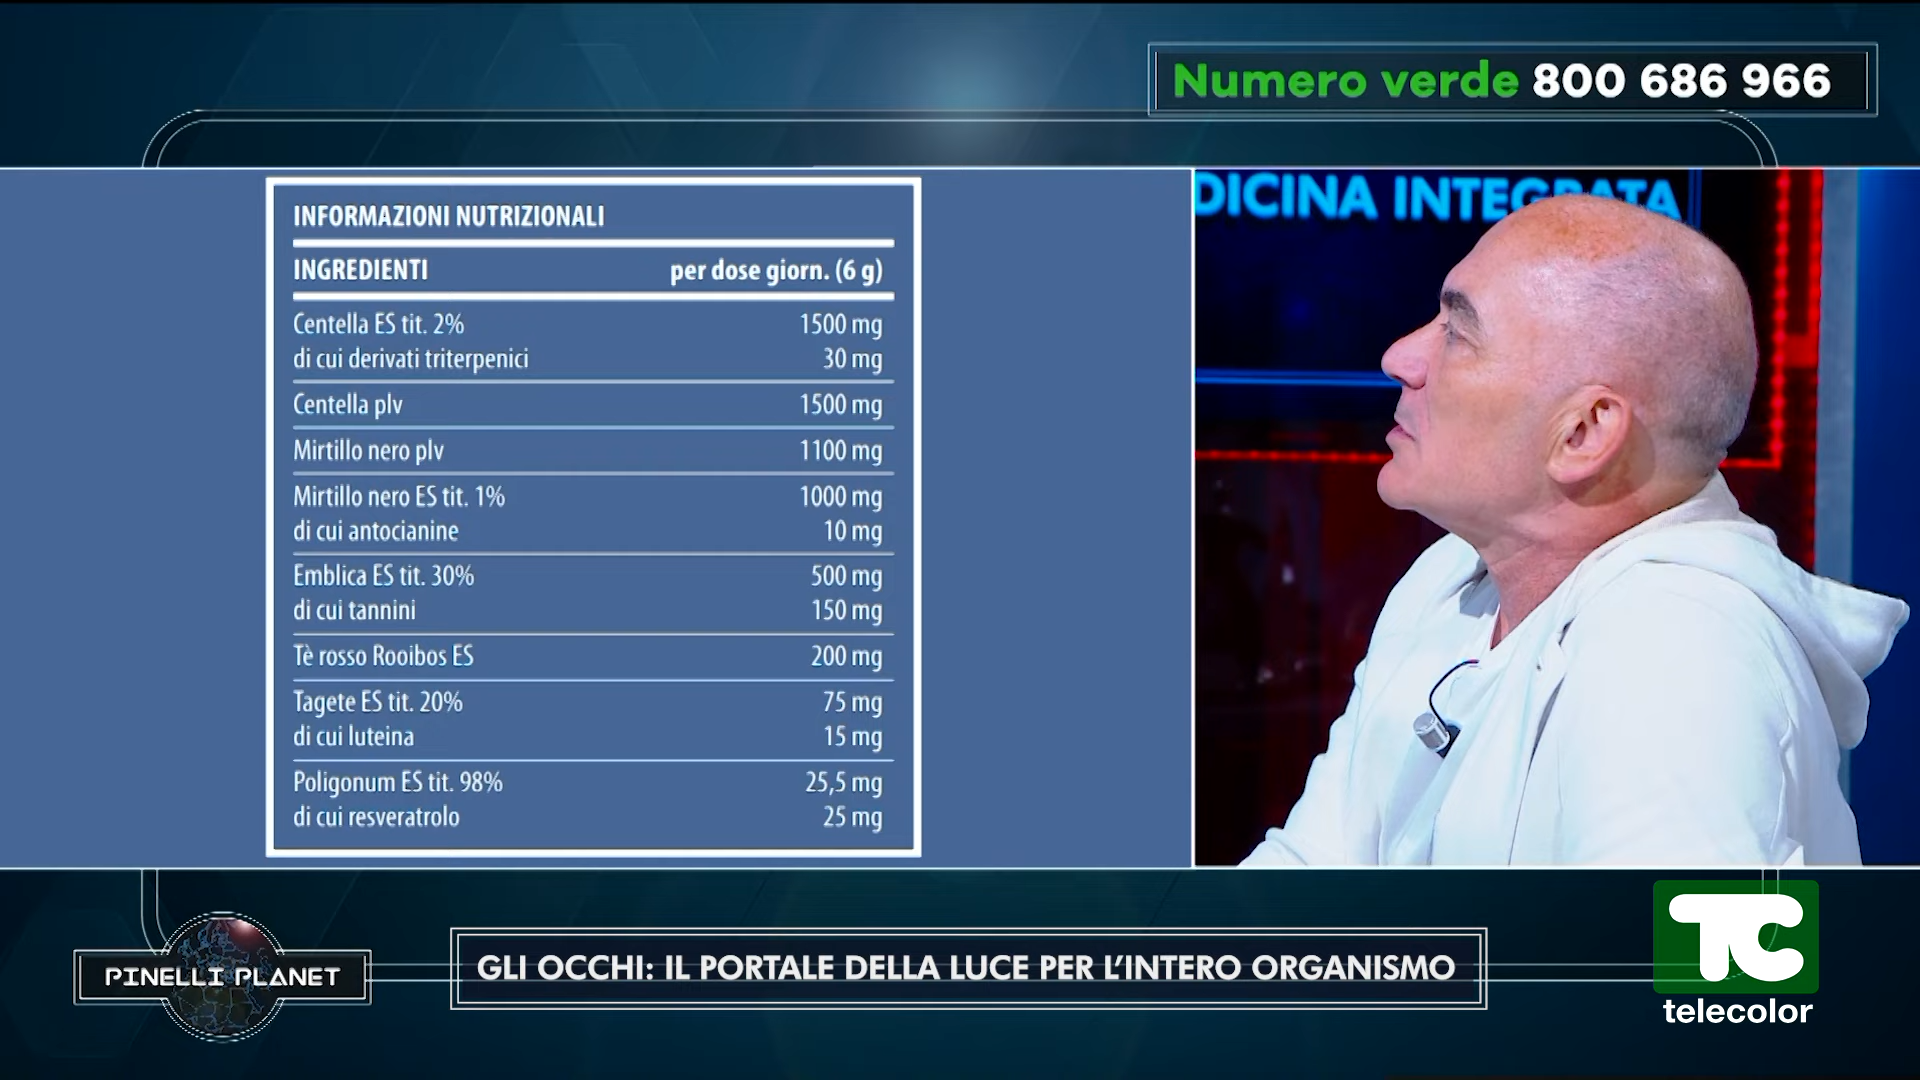 Numero verde 800 686 966
DICINA INTEGRATA
INFORMAZIONI NUTRIZIONALI
INGREDIENTI per dose giorn. (6 g)
Centella ES tit. 2% 1500 mg
di cui derivati triterpenici 30 mg
Centella plv 1500 mg
Mirtillo nero plv 1100 mg
Mirtillo nero ES tit. 1% 1000 mg
di cui antocianine 10 mg
Emblica ES tit. 30% 500 mg
di cui tannini 150 mg
Tè rosso Rooibos ES 200 mg
Tagete ES tit. 20% 75 mg
di cui luteina 15 mg
Poligonum ES tit. 98% 25,5 mg
di cui resveratrolo 25 mg
PINELLI PLANET
GLI OCCHI: IL PORTALE DELLA LUCE PER L'INTERO ORGANISMO
TC
telecolor